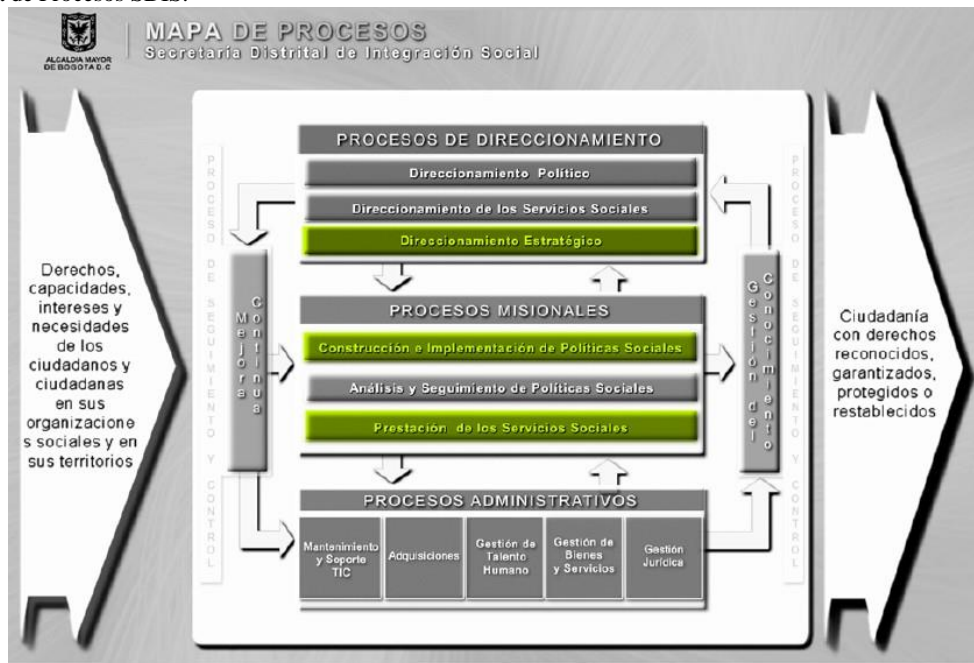 de Procesos SDIS.
MAPA DE PROCESOS
Secretaría Distrital de Integración Social
ALCALDIA MAYOR
DE BOGOTA D.C
Derechos,
capacidades,
intereses y
necesidades
de los
ciudadanos y
ciudadanas
en sus
organizacione
s sociales y en
sus territorios
PROCESO DE SEGUIMIENTO Y CONTROL
Mejora
Continua
PROCESOS DE DIRECCIONAMIENTO
Direccionamiento Político
Direccionamiento de los Servicios Sociales
Direccionamiento Estratégico
PROCESOS MISIONALES
Construcción e Implementación de Políticas Sociales
Análisis y Seguimiento de Políticas Sociales
Prestación de los Servicios Sociales
PROCESOS ADMINISTRATIVOS
Mantenimiento
y Soporte
TIC
Adquisiciones
Gestión de
Talento
Humano
Gestión de
Bienes
y Servicios
Gestión
Jurídica
Gestión del
Conocimiento
PROCESO DE SEGUIMIENTO Y CONTROL
Ciudadanía
con derechos
reconocidos,
garantizados,
protegidos o
restablecidos